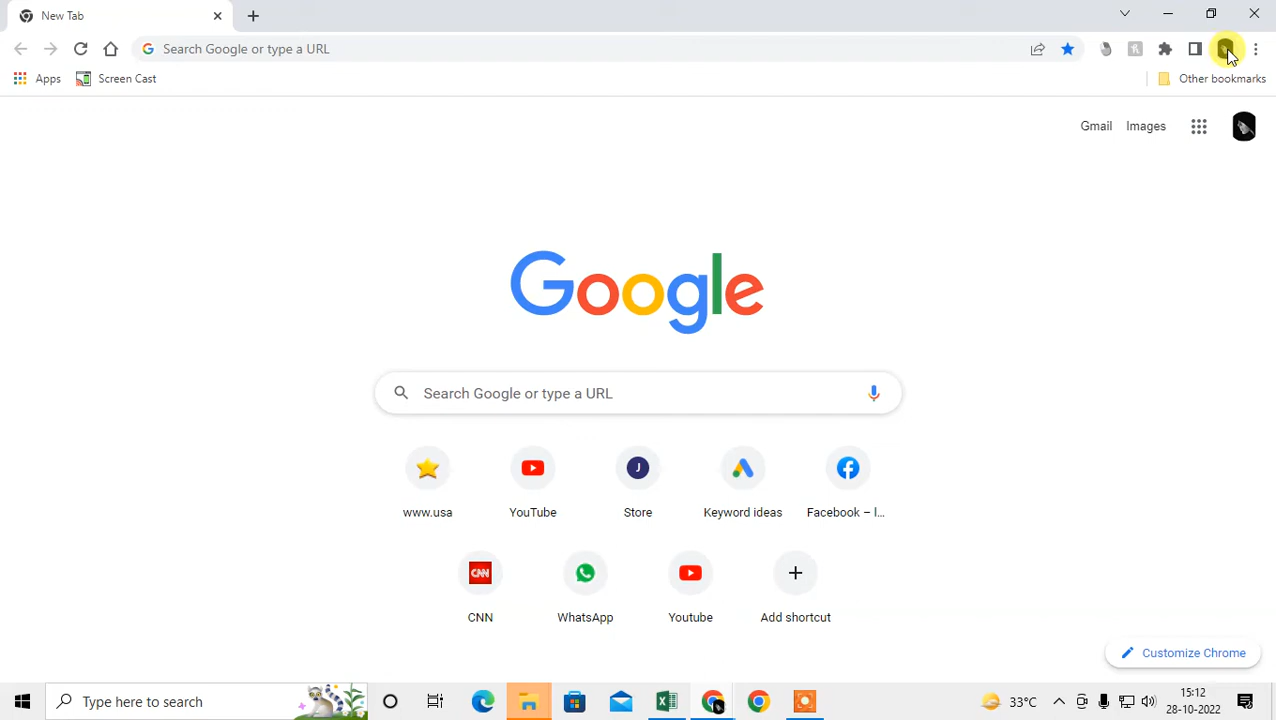 New Tab
Search Google or type a URL
Apps
Screen Cast
Other bookmarks
Gmail
Images
Google
Search Google or type a URL
J
www.usa
YouTube
Store
Keyword ideas
Facebook – l...
CNN
CNN
WhatsApp
Youtube
Add shortcut
Customize Chrome
Type here to search
33°C
15:12
28-10-2022